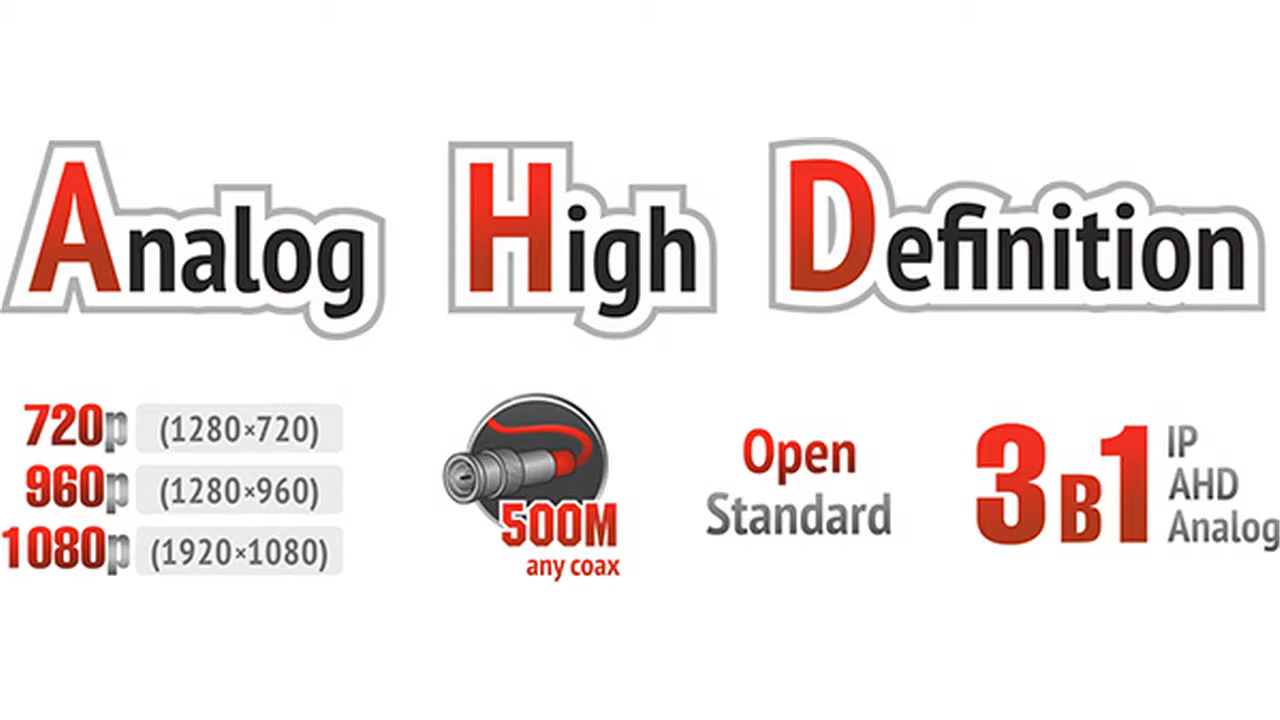 Analog High Definition
720p (1280×720)
960p (1280×960)
1080p (1920×1080)
500M
any coax
Open
Standard
3в1
IP
AHD
Analog